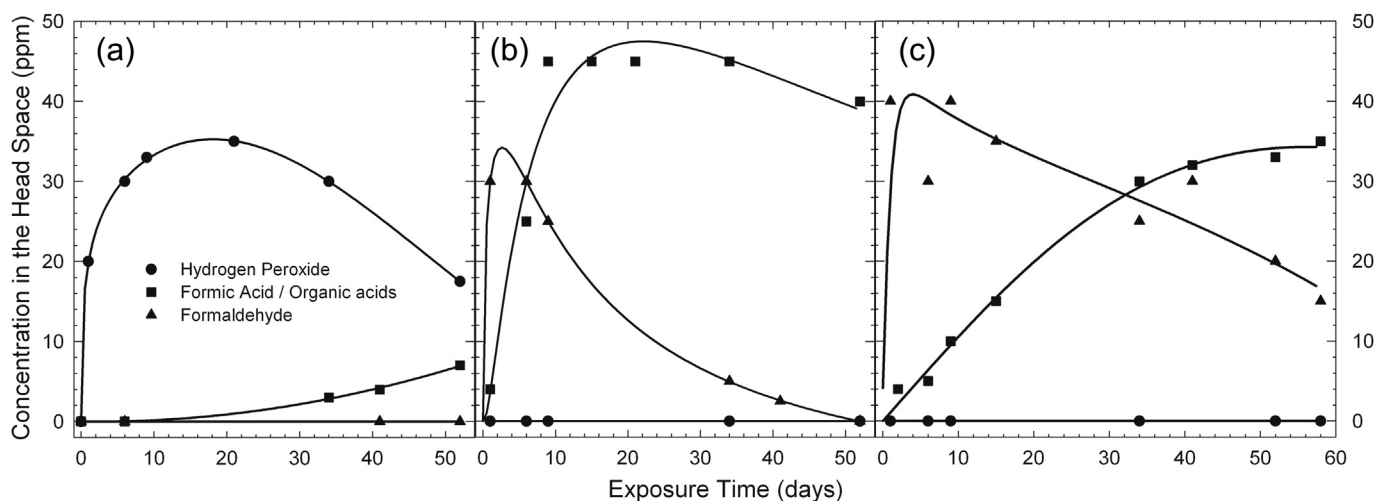 Concentration in the Head Space (ppm)
50
40
30
20
10
0
(a)
(b)
(c)
50
40
30
20
10
0
Hydrogen Peroxide
Formic Acid / Organic acids
Formaldehyde
0 10 20 30 40 50
0 10 20 30 40 50
0 10 20 30 40 50 60
Exposure Time (days)